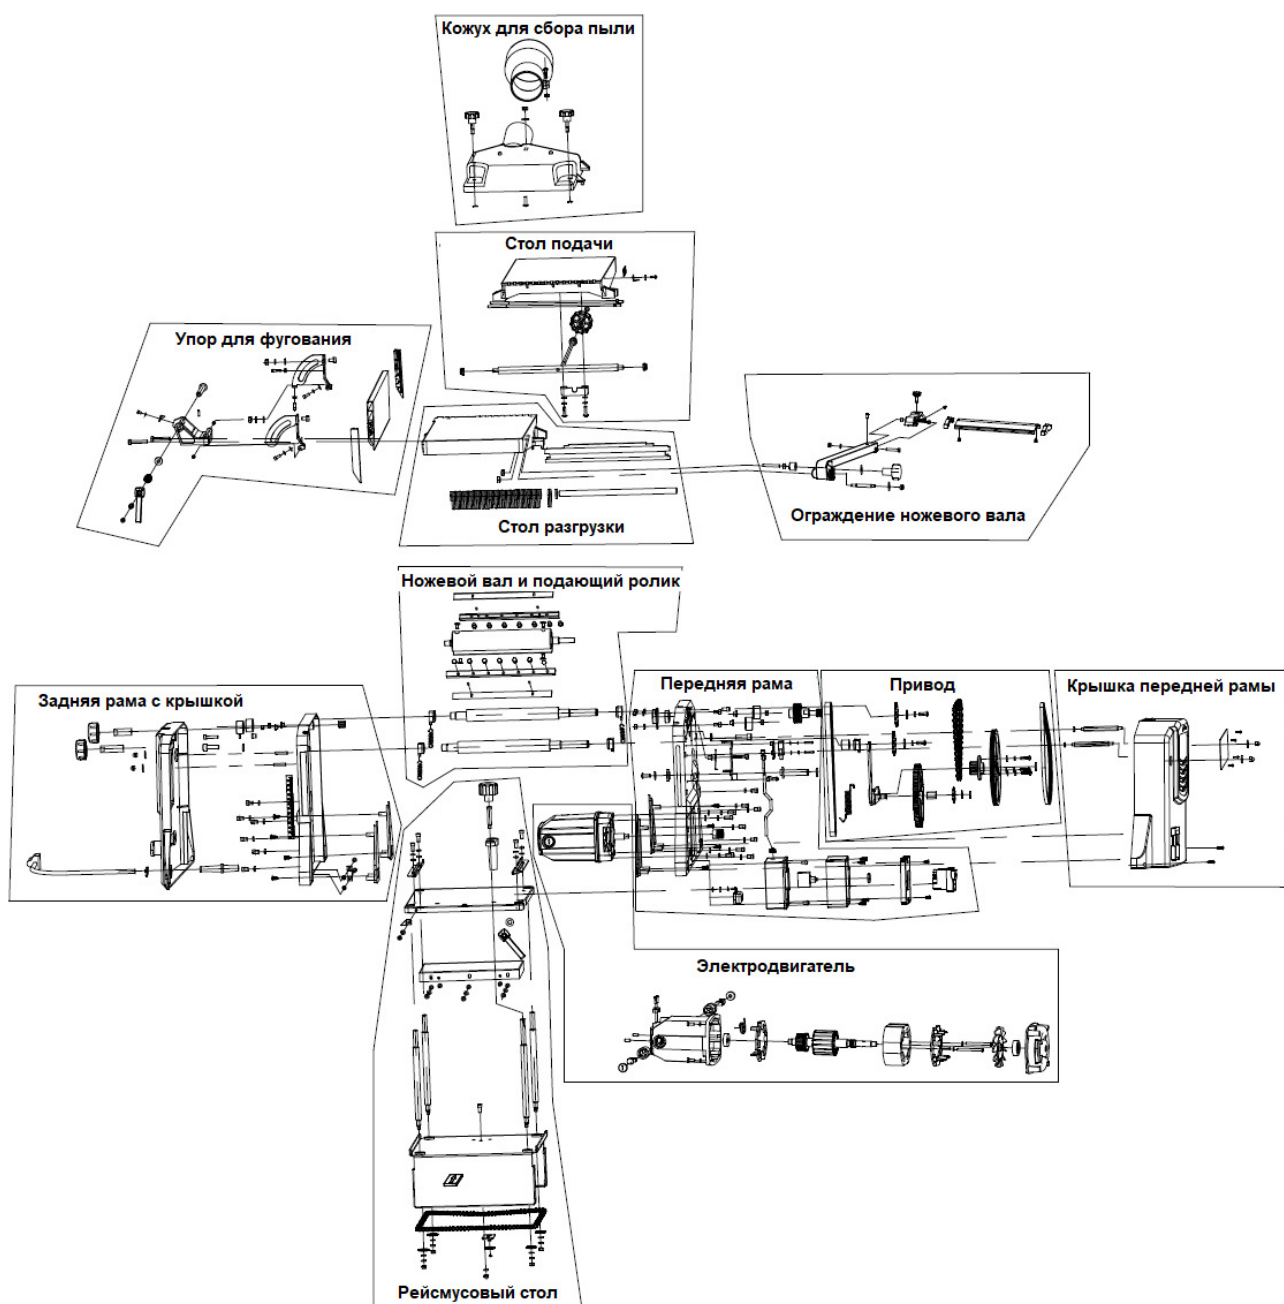 Кожух для сбора пыли
Стол подачи
Упор для фугования
Стол разгрузки
Ограждение ножевого вала
Ножевой вал и подающий ролик
Задняя рама с крышкой
Передняя рама
Привод
Крышка передней рамы
Электродвигатель
Рейсмусовый стол